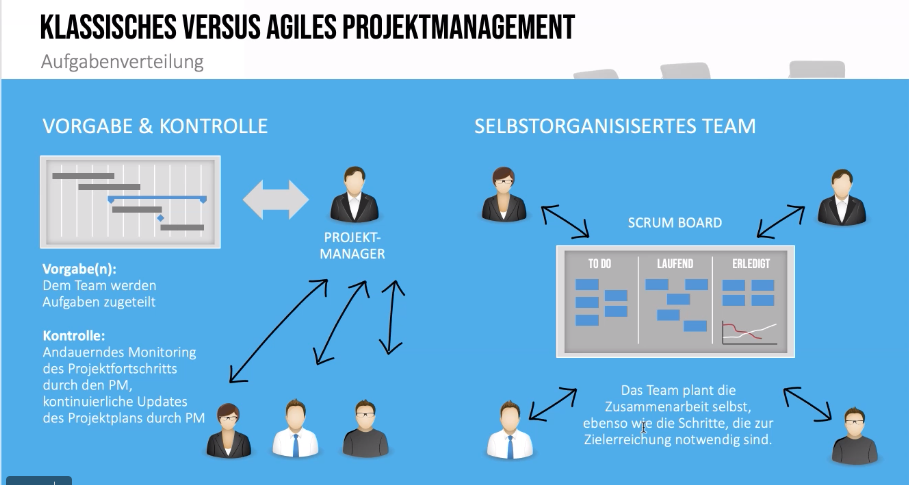 KLASSISCHES VERSUS AGILES PROJEKTMANAGEMENT
Aufgabenverteilung
VORGABE & KONTROLLE
PROJEKT-
MANAGER
Vorgabe(n):
Dem Team werden
Aufgaben zugeteilt
Kontrolle:
Andauerndes Monitoring
des Projektfortschritts
durch den PM,
kontinuierliche Updates
des Projektplans durch PM
SELBSTORGANISISERTES TEAM
SCRUM BOARD
TO DO
LAUFEND
ERLEDIGT
Das Team plant die
Zusammenarbeit selbst,
ebenso wie die Schritte, die zur
Zielerreichung notwendig sind.